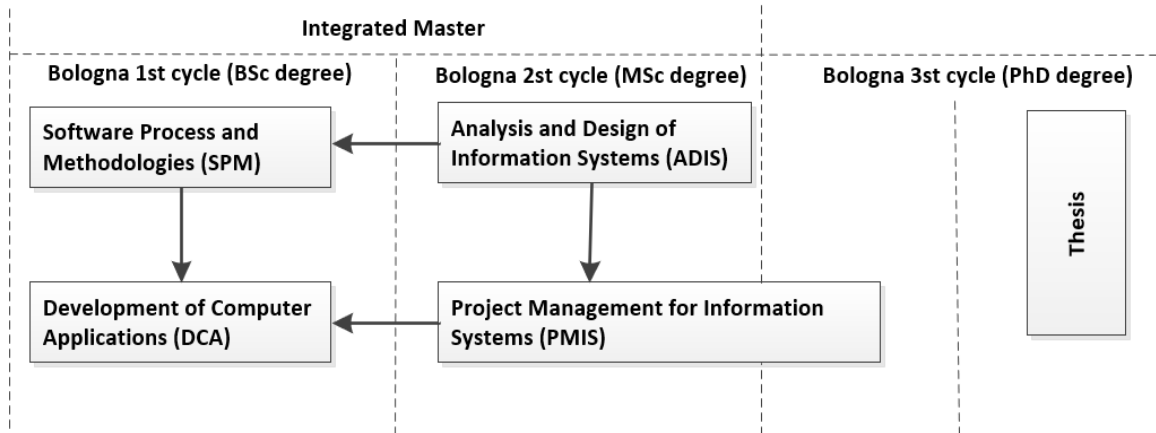 Integrated Master
Bologna 1st cycle (BSc degree)
Bologna 2st cycle (MSc degree)
Bologna 3st cycle (PhD degree)
Software Process and
Methodologies (SPM)
Analysis and Design of
Information Systems (ADIS)
Thesis
Development of Computer
Applications (DCA)
Project Management for Information
Systems (PMIS)